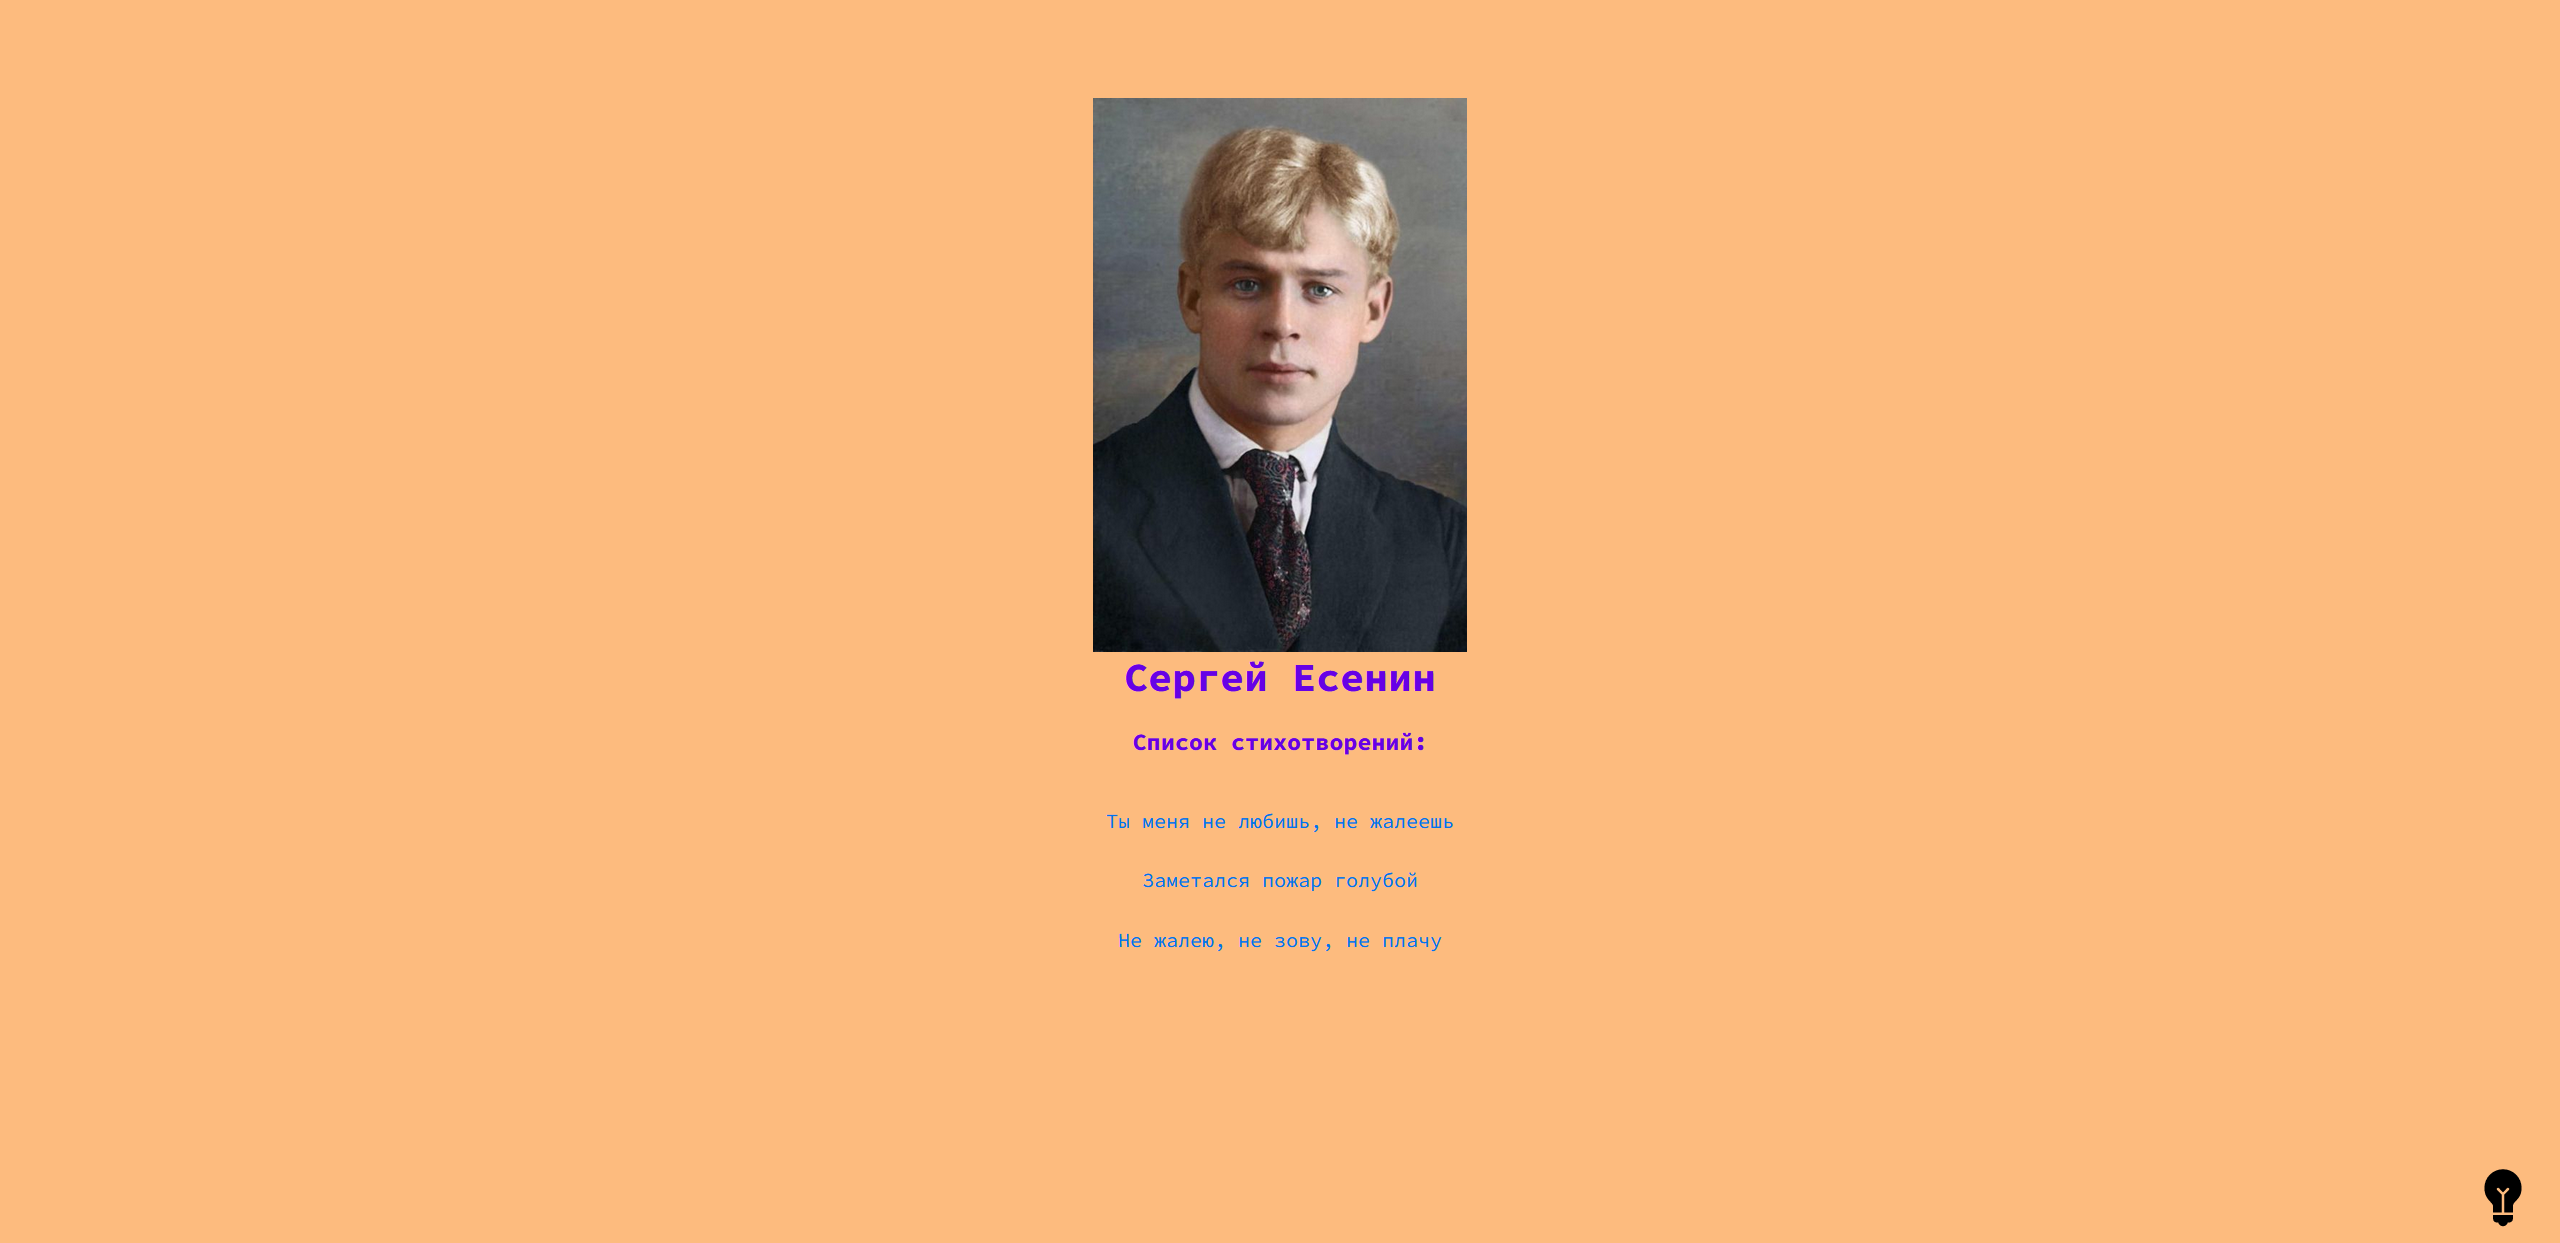 Сергей Есенин
Список стихотворений:
Ты меня не любишь, не жалеешь
Заметался пожар голубой
Не жалею, не зову, не плачу